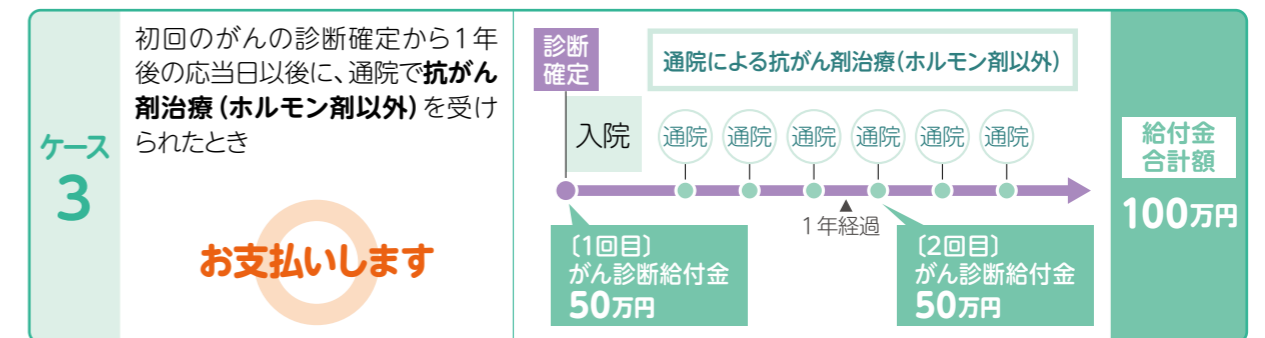 ケース
3
初回のがんの診断確定から1年
後の応当日以後に、通院で抗がん
剤治療(ホルモン剤以外)を受け
られたとき
お支払いします
診断
確定
通院による抗がん剤治療(ホルモン剤以外)
入院
通院 通院 通院 通院 通院 通院
▲
1年経過
〔1回目〕
がん診断給付金
50万円
〔2回目〕
がん診断給付金
50万円
給付金
合計額
100万円